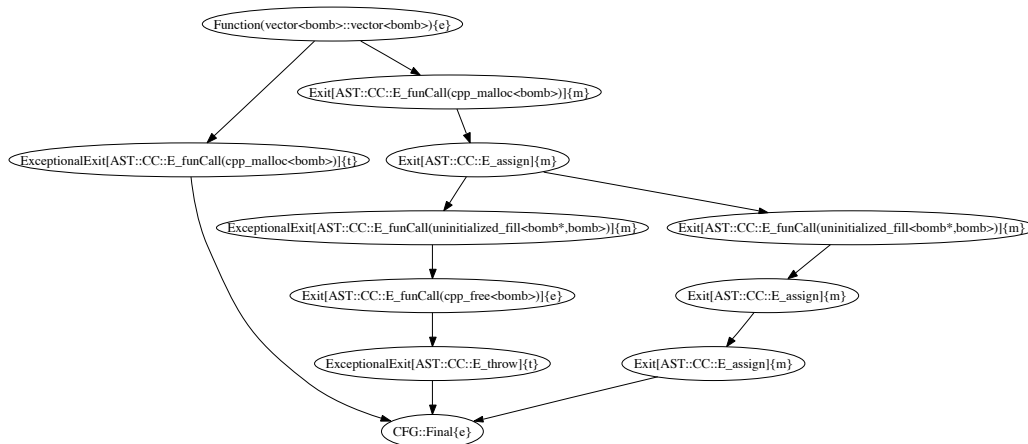 Function(vector<bomb>::vector<bomb>){e}
Exit[AST::CC::E_funCall(cpp_malloc<bomb>)]{m}
ExceptionalExit[AST::CC::E_funCall(cpp_malloc<bomb>)]{t}
Exit[AST::CC::E_assign]{m}
ExceptionalExit[AST::CC::E_funCall(uninitialized_fill<bomb*,bomb>)]{m}
Exit[AST::CC::E_funCall(uninitialized_fill<bomb*,bomb>)]{m}
Exit[AST::CC::E_funCall(cpp_free<bomb>)]{e}
Exit[AST::CC::E_assign]{m}
ExceptionalExit[AST::CC::E_throw]{t}
Exit[AST::CC::E_assign]{m}
CFG::Final{e}